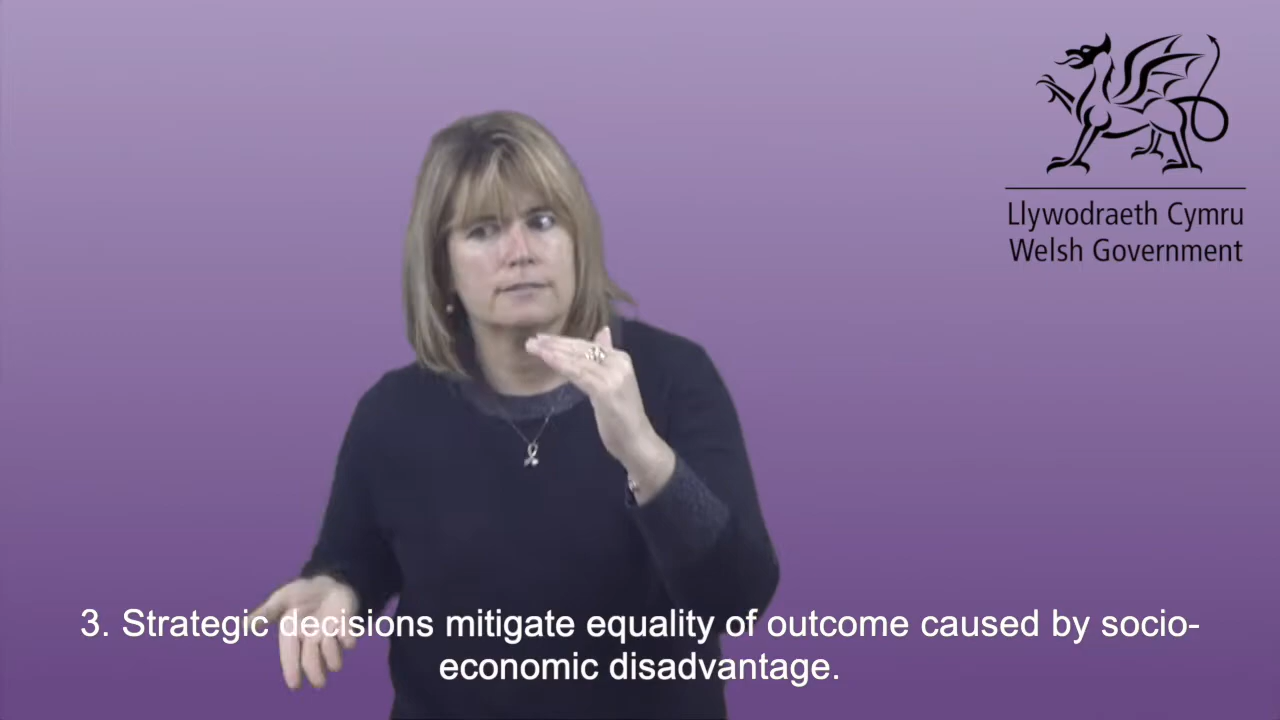 Llywodraeth Cymru
Welsh Government
3. Strategic decisions mitigate equality of outcome caused by socio-
economic disadvantage.